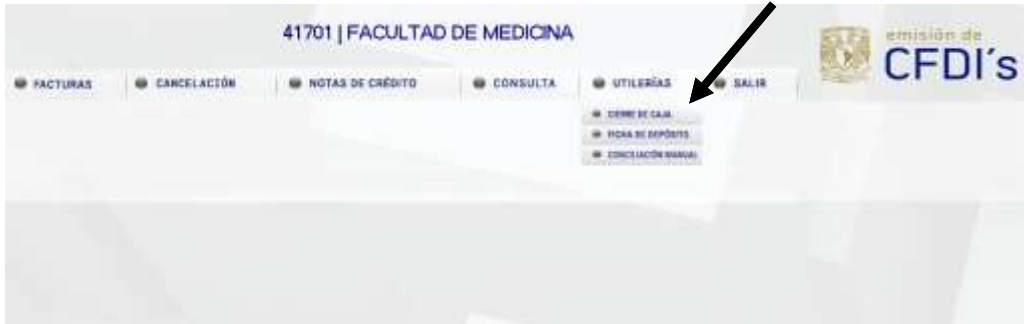 41701 | FACULTAD DE MEDICINA
emisión de
CFDI´s
FACTURAS CANCELACIÓN NOTAS DE CRÉDITO CONSULTA UTILERÍAS SALIR
CIERRE DE CAJA
FICHA DE DEPÓSITO
CONCILIACIÓN MANUAL